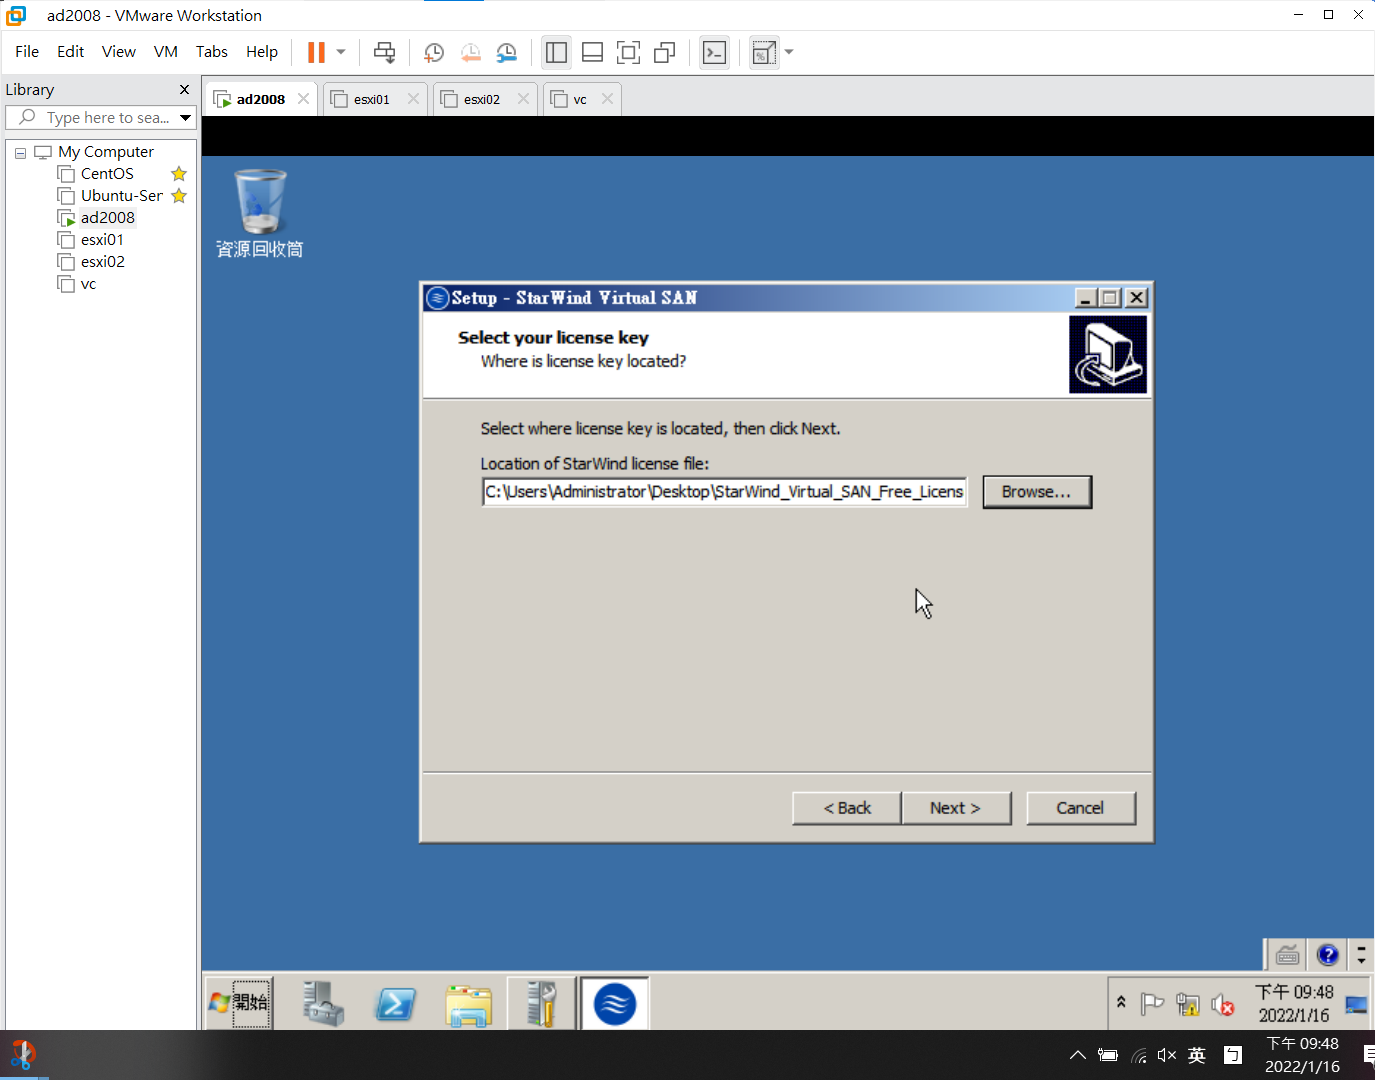 ad2008 - VMware Workstation
File Edit View VM Tabs Help
Library
ad2008
esxi01
esxi02
vc
Type here to sea...
My Computer
CentOS
Ubuntu-Ser
ad2008
esxi01
esxi02
vc
資源回收筒
Setup - StarWind Virtual SAN
Select your license key
Where is license key located?
Select where license key is located, then click Next.
Location of StarWind license file:
C:\Users\Administrator\Desktop\StarWind_Virtual_SAN_Free_Licens
Browse...
< Back
Next >
Cancel
開始
下午 09:48
2022/1/16
英
ㄅ
下午 09:48
2022/1/16